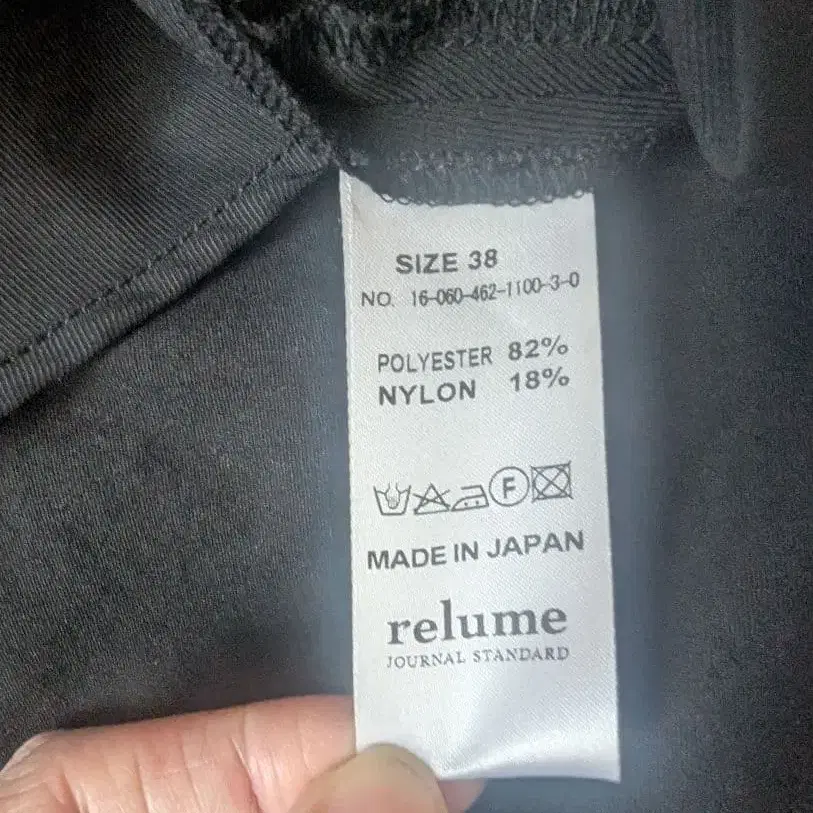 SIZE 38
NO. 16-060-462-1100-3-0
POLYESTER 82%
NYLON 18%
F
MADE IN JAPAN
relume
JOURNAL STANDARD